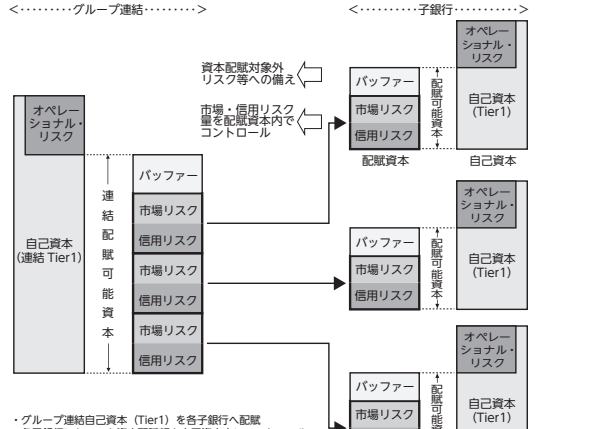 <‥‥‥‥‥グループ連結‥‥‥‥‥>
<‥‥‥‥‥‥子銀行‥‥‥‥‥‥>
オペレー
ショナル・
リスク
自己資本
（連結 Tier1）
連結配賦可能資本
バッファー
市場リスク
信用リスク
市場リスク
信用リスク
市場リスク
信用リスク
資本配賦対象外
リスク等への備え
市場・信用リスク
量を配賦資本内で
コントロール
バッファー
市場リスク
信用リスク
配賦資本
配賦可能資本
オペレー
ショナル・
リスク
自己資本
(Tier1)
自己資本
バッファー
市場リスク
信用リスク
配賦可能資本
オペレー
ショナル・
リスク
自己資本
(Tier1)
バッファー
市場リスク
配賦可能資
オペレー
ショナル・
リスク
自己資本
(Tier1)
・グループ連結自己資本（Tier1）を各子銀行へ配賦